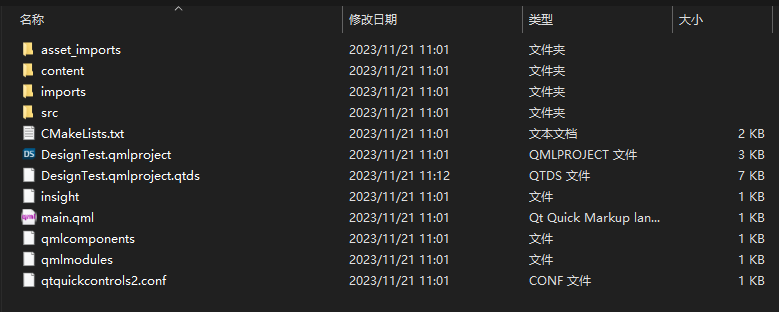 名称 修改日期 类型 大小
asset_imports 2023/11/21 11:01 文件夹
content 2023/11/21 11:01 文件夹
imports 2023/11/21 11:01 文件夹
src 2023/11/21 11:01 文件夹
CMakeLists.txt 2023/11/21 11:01 文本文档 2 KB
DS DesignTest.qmlproject 2023/11/21 11:01 QMLPROJECT 文件 3 KB
DesignTest.qmlproject.qtds 2023/11/21 11:12 QTDS 文件 7 KB
insight 2023/11/21 11:01 文件 1 KB
qml main.qml 2023/11/21 11:01 Qt Quick Markup lan... 1 KB
qmlcomponents 2023/11/21 11:01 文件 1 KB
qmlmodules 2023/11/21 11:01 文件 1 KB
qtquickcontrols2.conf 2023/11/21 11:01 CONF 文件 1 KB